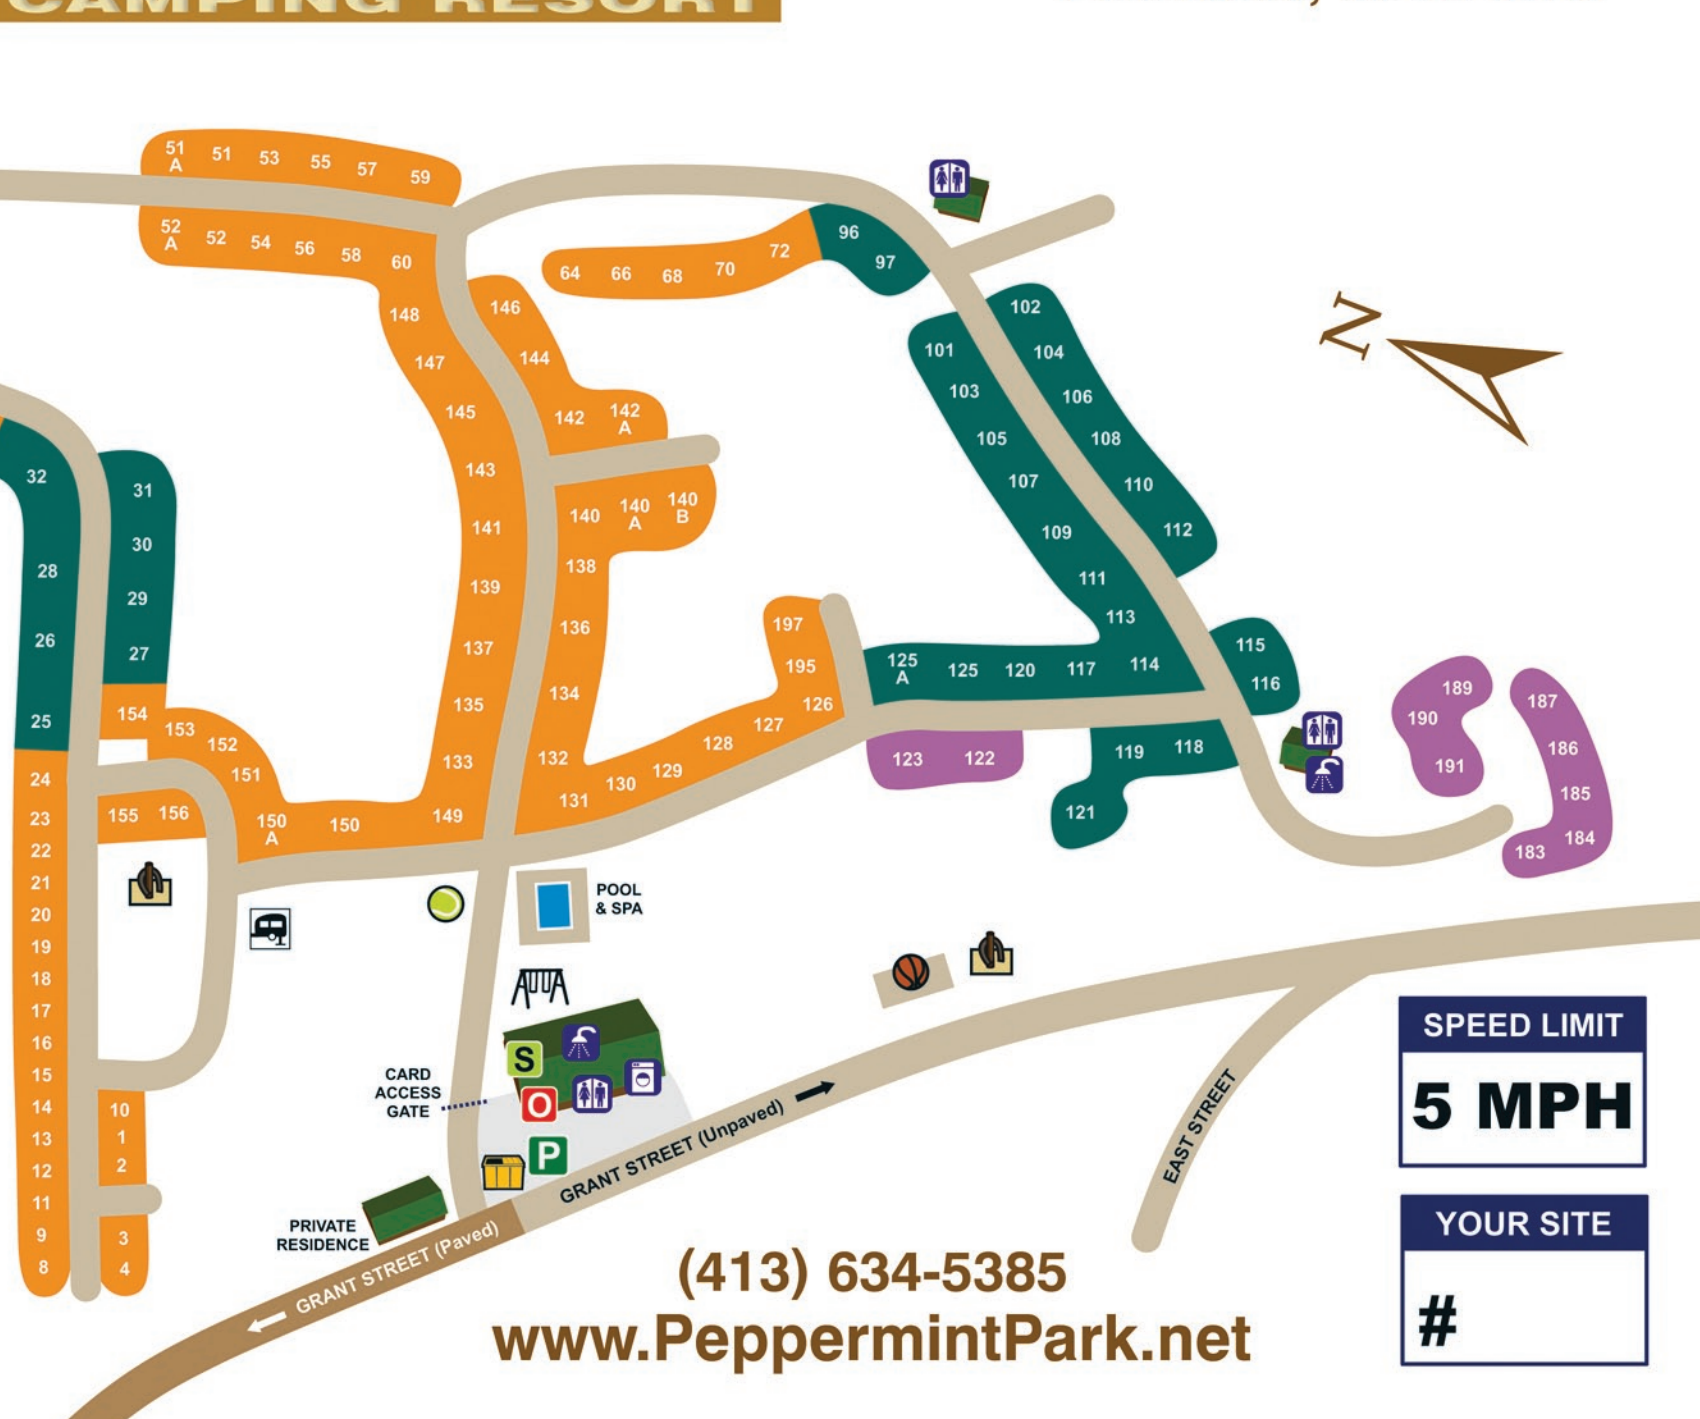 CAMPING RESORT
51 A 51 53 55 57 59
52 A 52 54 56 58 60
64 66 68 70 72 96 97
148 146
147 144
145 142 142 A
143
141 140 140 A 140 B
139 138
137 136
135 134
133 132
149 131 130 129 128 127 126 195 197
101 102
103 104
105 106
107 108
109 110
111 112
113
125 A 125 120 117 114
115
116
123 122 119 118
121
189
190
191
187
186
185
184
183
32 31
28 30
26 29
25 27
24 154 153 152 151
23 155 156 150 A 150
22
21
20
19
18
17
16
15
14 10
13 1
12 2
11
9 3
8 4
N
POOL
& SPA
CARD
ACCESS
GATE
S
O
P
PRIVATE
RESIDENCE
GRANT STREET (Paved)
GRANT STREET (Unpaved)
EAST STREET
SPEED LIMIT
5 MPH
YOUR SITE
#
(413) 634-5385
www.PeppermintPark.net